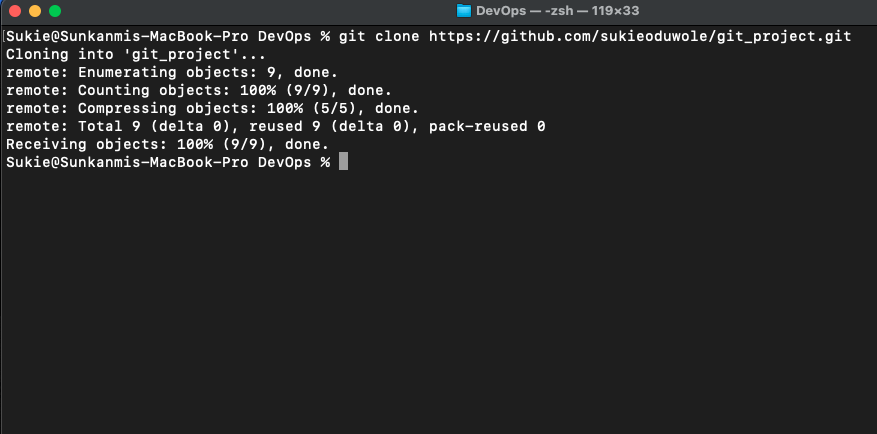 DevOps — -zsh — 119×33
[Sukie@Sunkanmis-MacBook-Pro DevOps % git clone https://github.com/sukieoduwole/git_project.git
Cloning into 'git_project'...
remote: Enumerating objects: 9, done.
remote: Counting objects: 100% (9/9), done.
remote: Compressing objects: 100% (5/5), done.
remote: Total 9 (delta 0), reused 9 (delta 0), pack-reused 0
Receiving objects: 100% (9/9), done.
Sukie@Sunkanmis-MacBook-Pro DevOps %